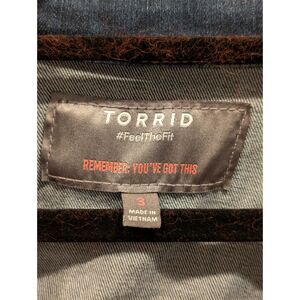 TORRID
#FeelTheFit
REMEMBER: YOU'VE GOT THIS
3
MADE IN
VIETNAM